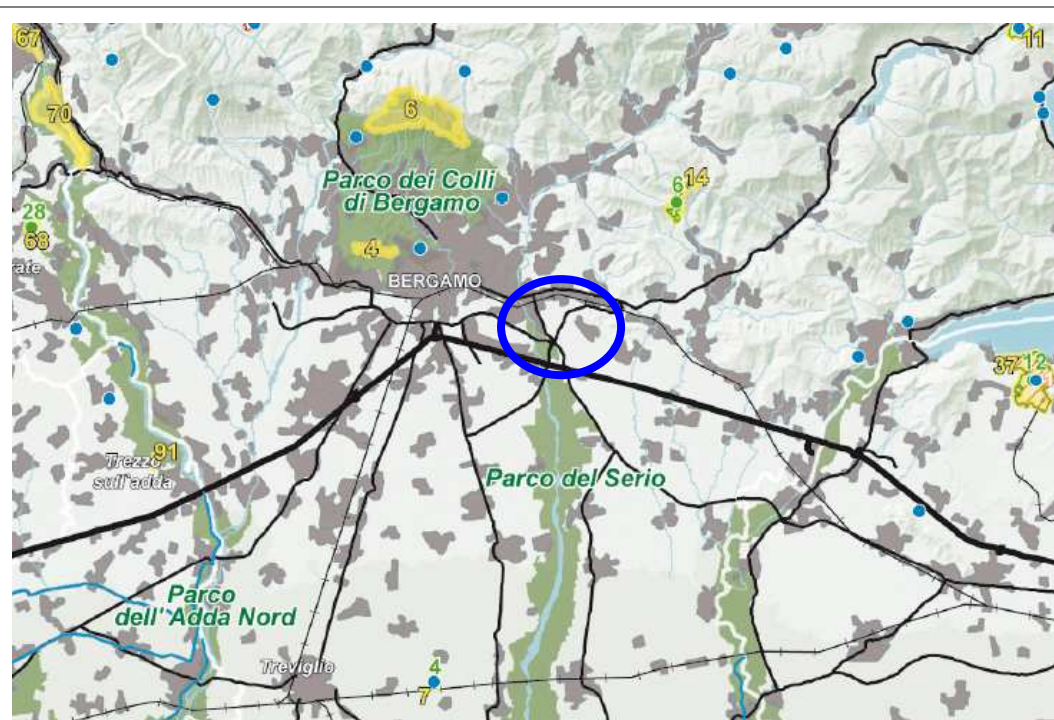 67
11
70
6
Parco dei Colli
di Bergamo
6 14
28
68
4
rate
BERGAMO
37 12
91
Trezzo
sull'adda
Parco del Serio
Parco
dell'Adda Nord
Treviglio
4
7